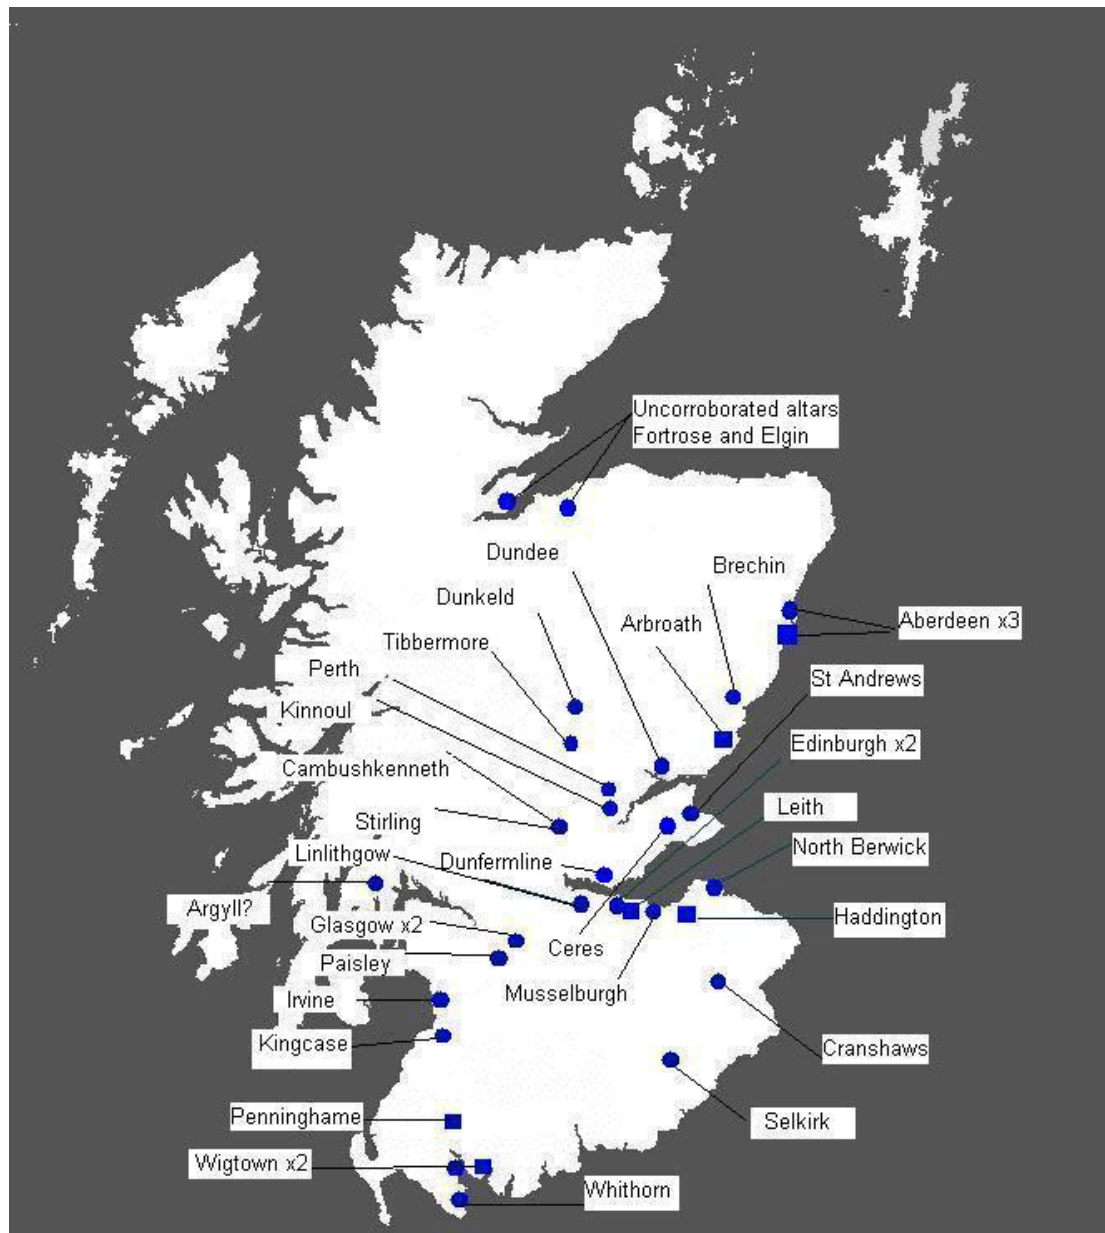 Uncorroborated altars
Fortrose and Elgin
Dundee
Brechin
Dunkeld
Aberdeen x3
Arbroath
Tibbermore
Perth
St Andrews
Kinnoul
Edinburgh x2
Cambushkenneth
Leith
Stirling
North Berwick
Linlithgow
Dunfermline
Argyll?
Haddington
Glasgow x2
Ceres
Paisley
Musselburgh
Irvine
Kingcase
Cranshaws
Penninghame
Selkirk
Wigtown x2
Whithorn